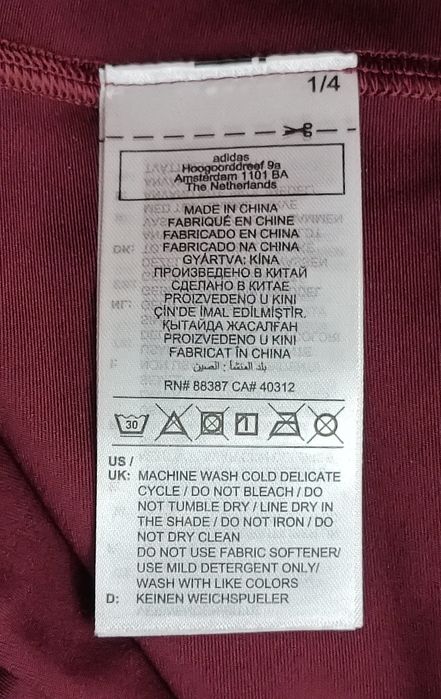 1/4
adidas
Hoogoorddreef 9a
Amsterdam 1101 BA
The Netherlands
MADE IN CHINA
FABRIQUÉ EN CHINE
FABRICADO EN CHINA
FABRICADO NA CHINA
GYÁRTVA: KÍNA
ПРОИЗВЕДЕНО В КИТАЙ
СДЕЛАНО В КИТАЕ
PROIZVEDENO U KINI
ÇİN'DE İMAL EDİLMİŞTİR.
ҚЫТАЙДА ЖАСАЛҒАН
PROIZVEDENO U KINI
FABRICAT ÎN CHINA
بلد المنشأ : الصين
RN# 88387 CA# 40312
30
US /
UK: MACHINE WASH COLD DELICATE
CYCLE / DO NOT BLEACH / DO
NOT TUMBLE DRY / LINE DRY IN
THE SHADE / DO NOT IRON / DO
NOT DRY CLEAN
DO NOT USE FABRIC SOFTENER/
USE MILD DETERGENT ONLY/
WASH WITH LIKE COLORS
D: KEINEN WEICHSPUELER